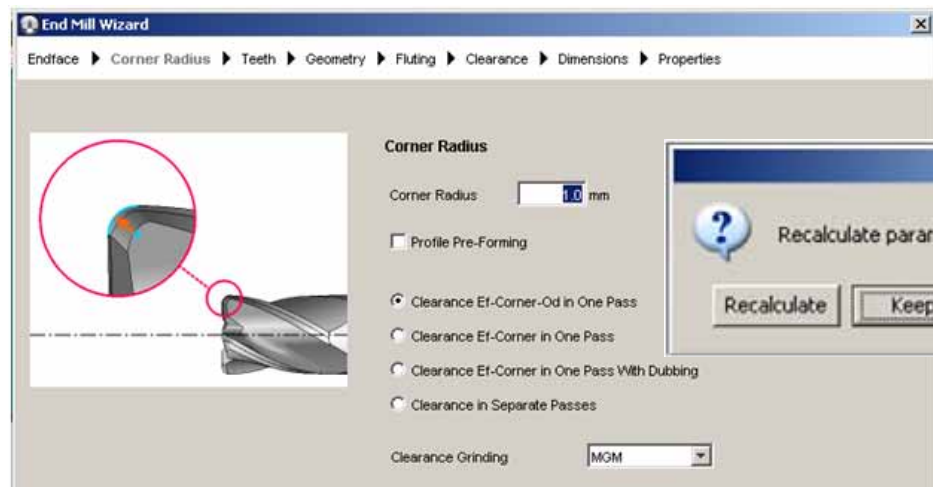 End Mill Wizard
Endface ▶ Corner Radius ▶ Teeth ▶ Geometry ▶ Fluting ▶ Clearance ▶ Dimensions ▶ Properties
Corner Radius
Corner Radius 1.0 mm
Profile Pre-Forming
Clearance Ef-Corner-Od in One Pass
Clearance Ef-Corner in One Pass
Clearance Ef-Corner in One Pass With Dubbing
Clearance in Separate Passes
Clearance Grinding MGM
Recalculate param
Recalculate Keep